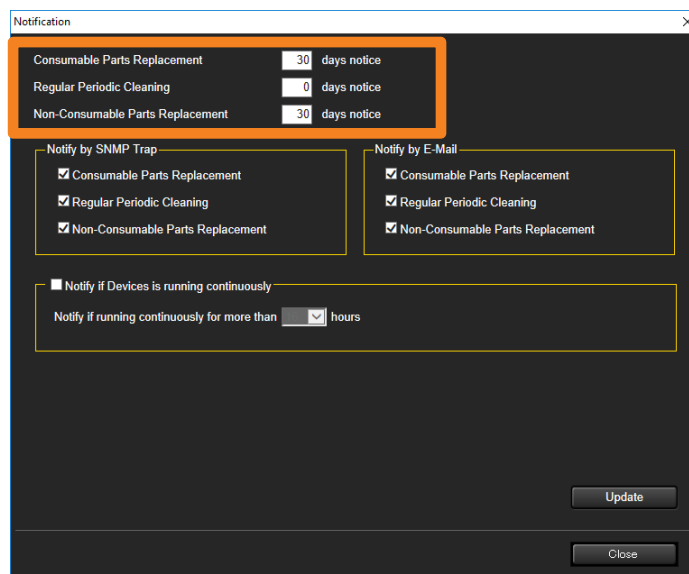 Notification
Consumable Parts Replacement 30 days notice
Regular Periodic Cleaning 0 days notice
Non-Consumable Parts Replacement 30 days notice
Notify by SNMP Trap
Consumable Parts Replacement
Regular Periodic Cleaning
Non-Consumable Parts Replacement
Notify by E-Mail
Consumable Parts Replacement
Regular Periodic Cleaning
Non-Consumable Parts Replacement
Notify if Devices is running continuously
Notify if running continuously for more than hours
Update
Close